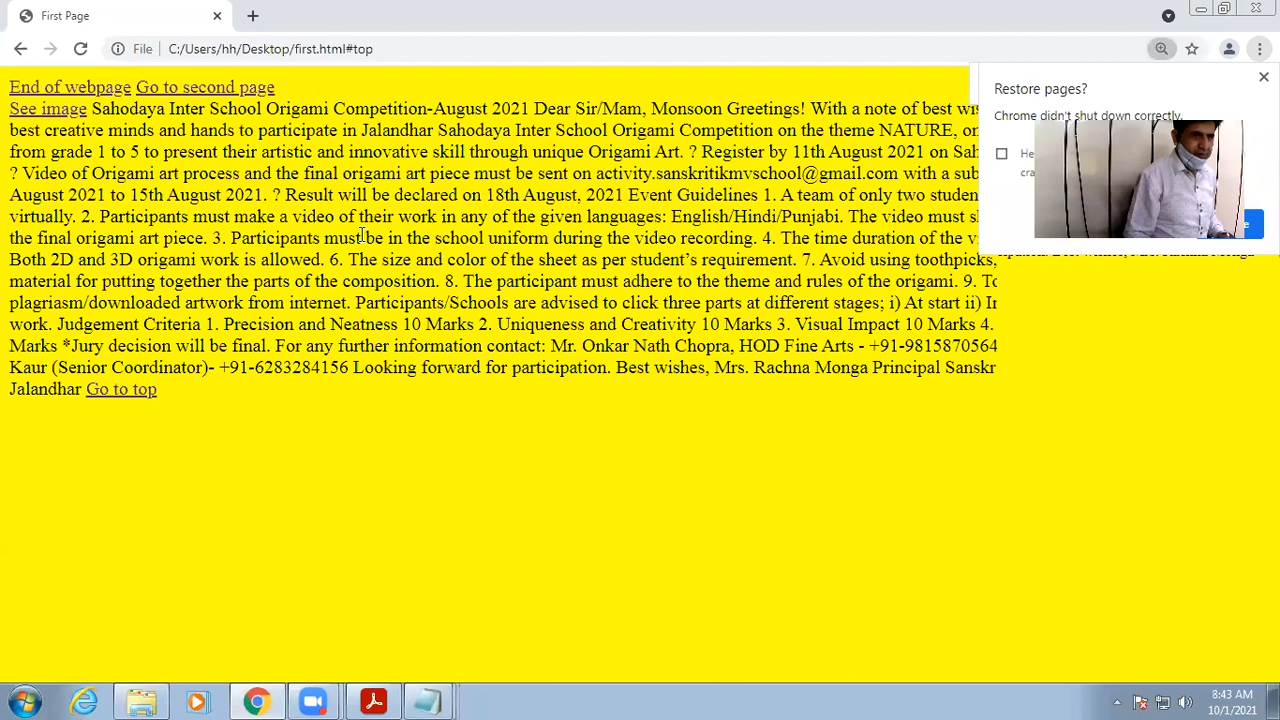 First Page
File
C:/Users/hh/Desktop/first.html#top
Restore pages?
Chrome didn't shut down correctly.
End of webpage Go to second page
See image Sahodaya Inter School Origami Competition-August 2021 Dear Sir/Mam, Monsoon Greetings! With a note of best
best creative minds and hands to participate in Jalandhar Sahodaya Inter School Origami Competition on the theme NATURE,
from grade 1 to 5 to present their artistic and innovative skill through unique Origami Art. ? Register by 11th August 2021 on
? Video of Origami art process and the final origami art piece must be sent on activity.sanskritikmvschool@gmail.com with a
August 2021 to 15th August 2021. ? Result will be declared on 18th August, 2021 Event Guidelines 1. A team of only two
virtually. 2. Participants must make a video of their work in any of the given languages: English/Hindi/Punjabi. The video must
the final origami art piece. 3. Participants must be in the school uniform during the video recording. 4. The time duration of the
Both 2D and 3D origami work is allowed. 6. The size and color of the sheet as per student's requirement. 7. Avoid using toothpicks,
material for putting together the parts of the composition. 8. The participant must adhere to the theme and rules of the origami. 9.
plagriasm/downloaded artwork from internet. Participants/Schools are advised to click three parts at different stages; i) At start ii)
work. Judgement Criteria 1. Precision and Neatness 10 Marks 2. Uniqueness and Creativity 10 Marks 3. Visual Impact 10 Marks 4.
Marks *Jury decision will be final. For any further information contact: Mr. Onkar Nath Chopra, HOD Fine Arts - +91-9815870564
Kaur (Senior Coordinator)- +91-6283284156 Looking forward for participation. Best wishes, Mrs. Rachna Monga Principal
Jalandhar Go to top
8:43 AM
10/1/2021